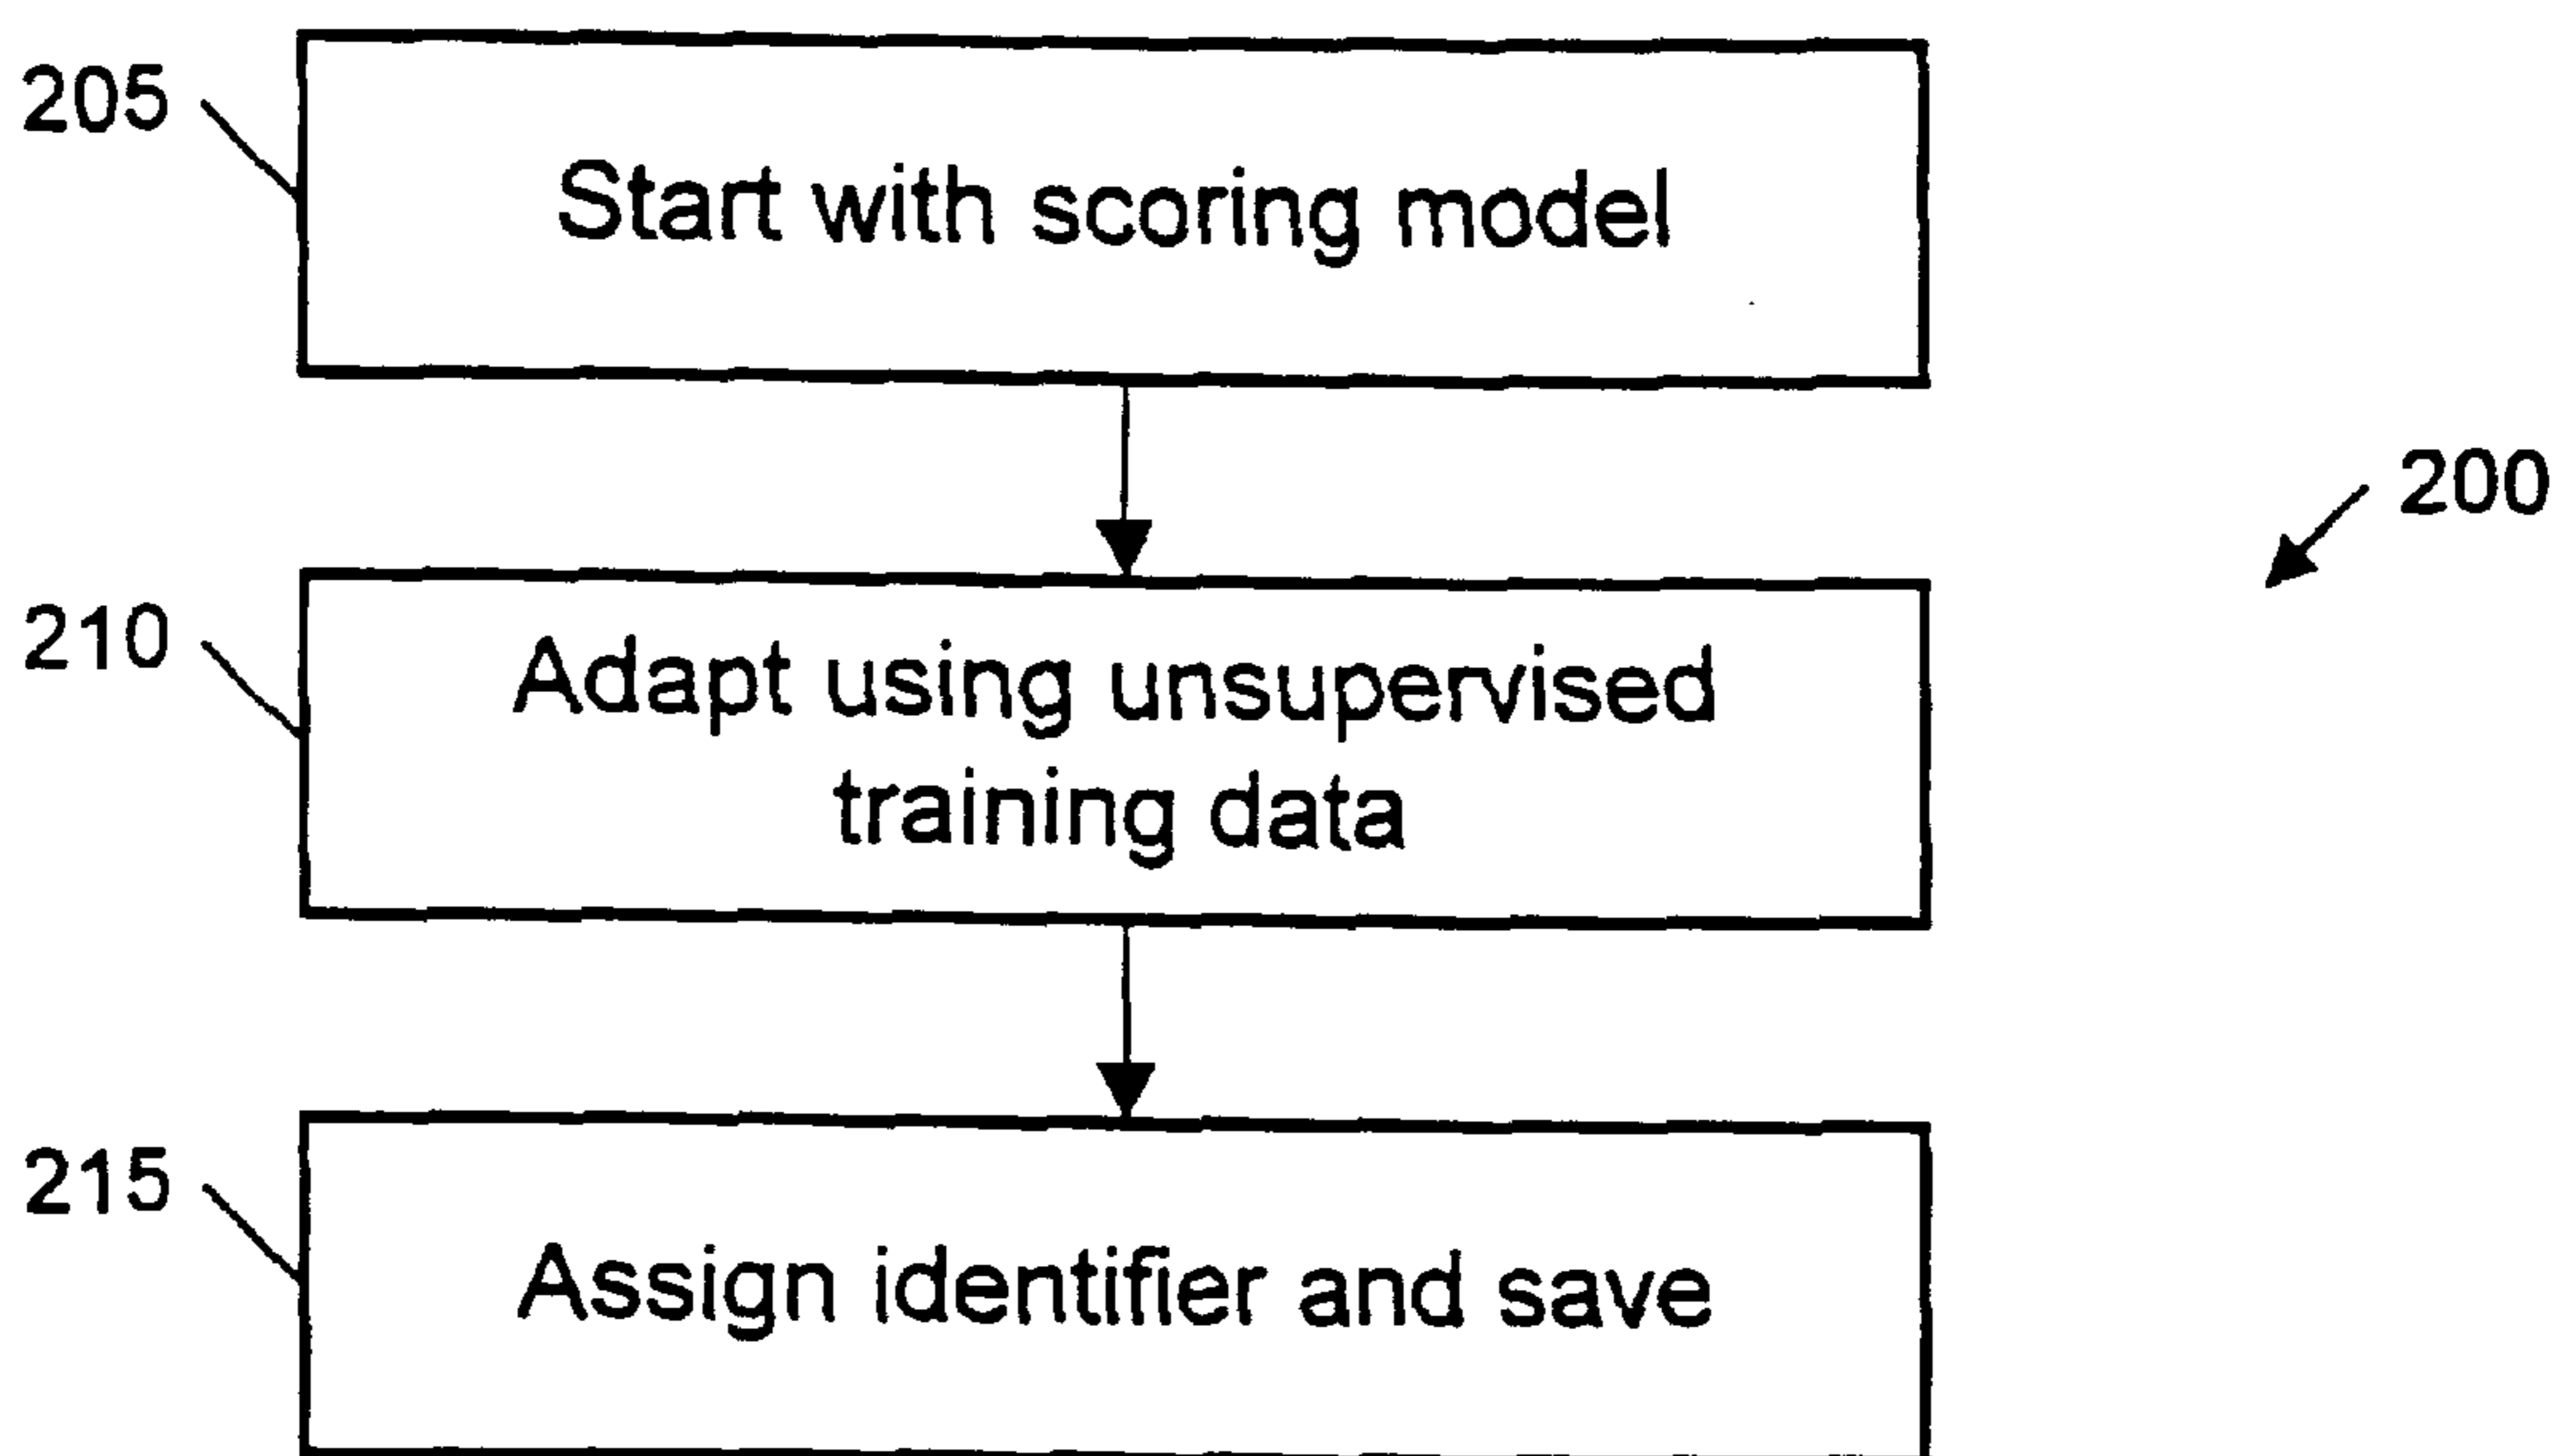 205
Start with scoring model
200
210
Adapt using unsupervised
training data
215
Assign identifier and save